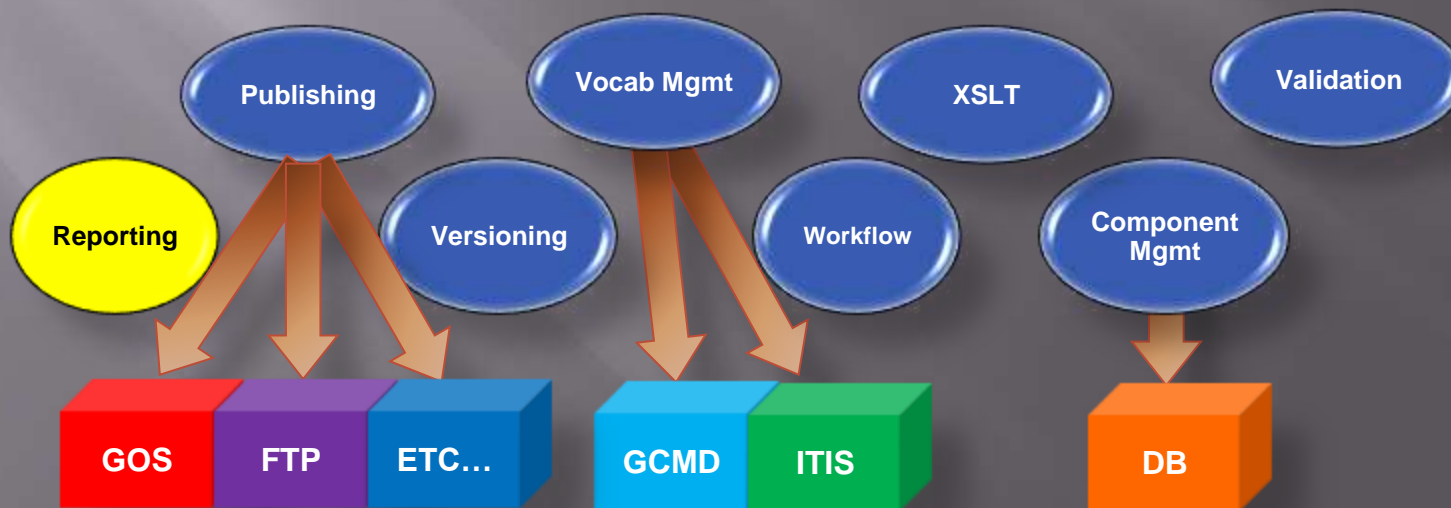 Publishing
Vocab Mgmt
XSLT
Validation
Reporting
Versioning
Workflow
Component
Mgmt
GOS
FTP
ETC...
GCMD
ITIS
DB